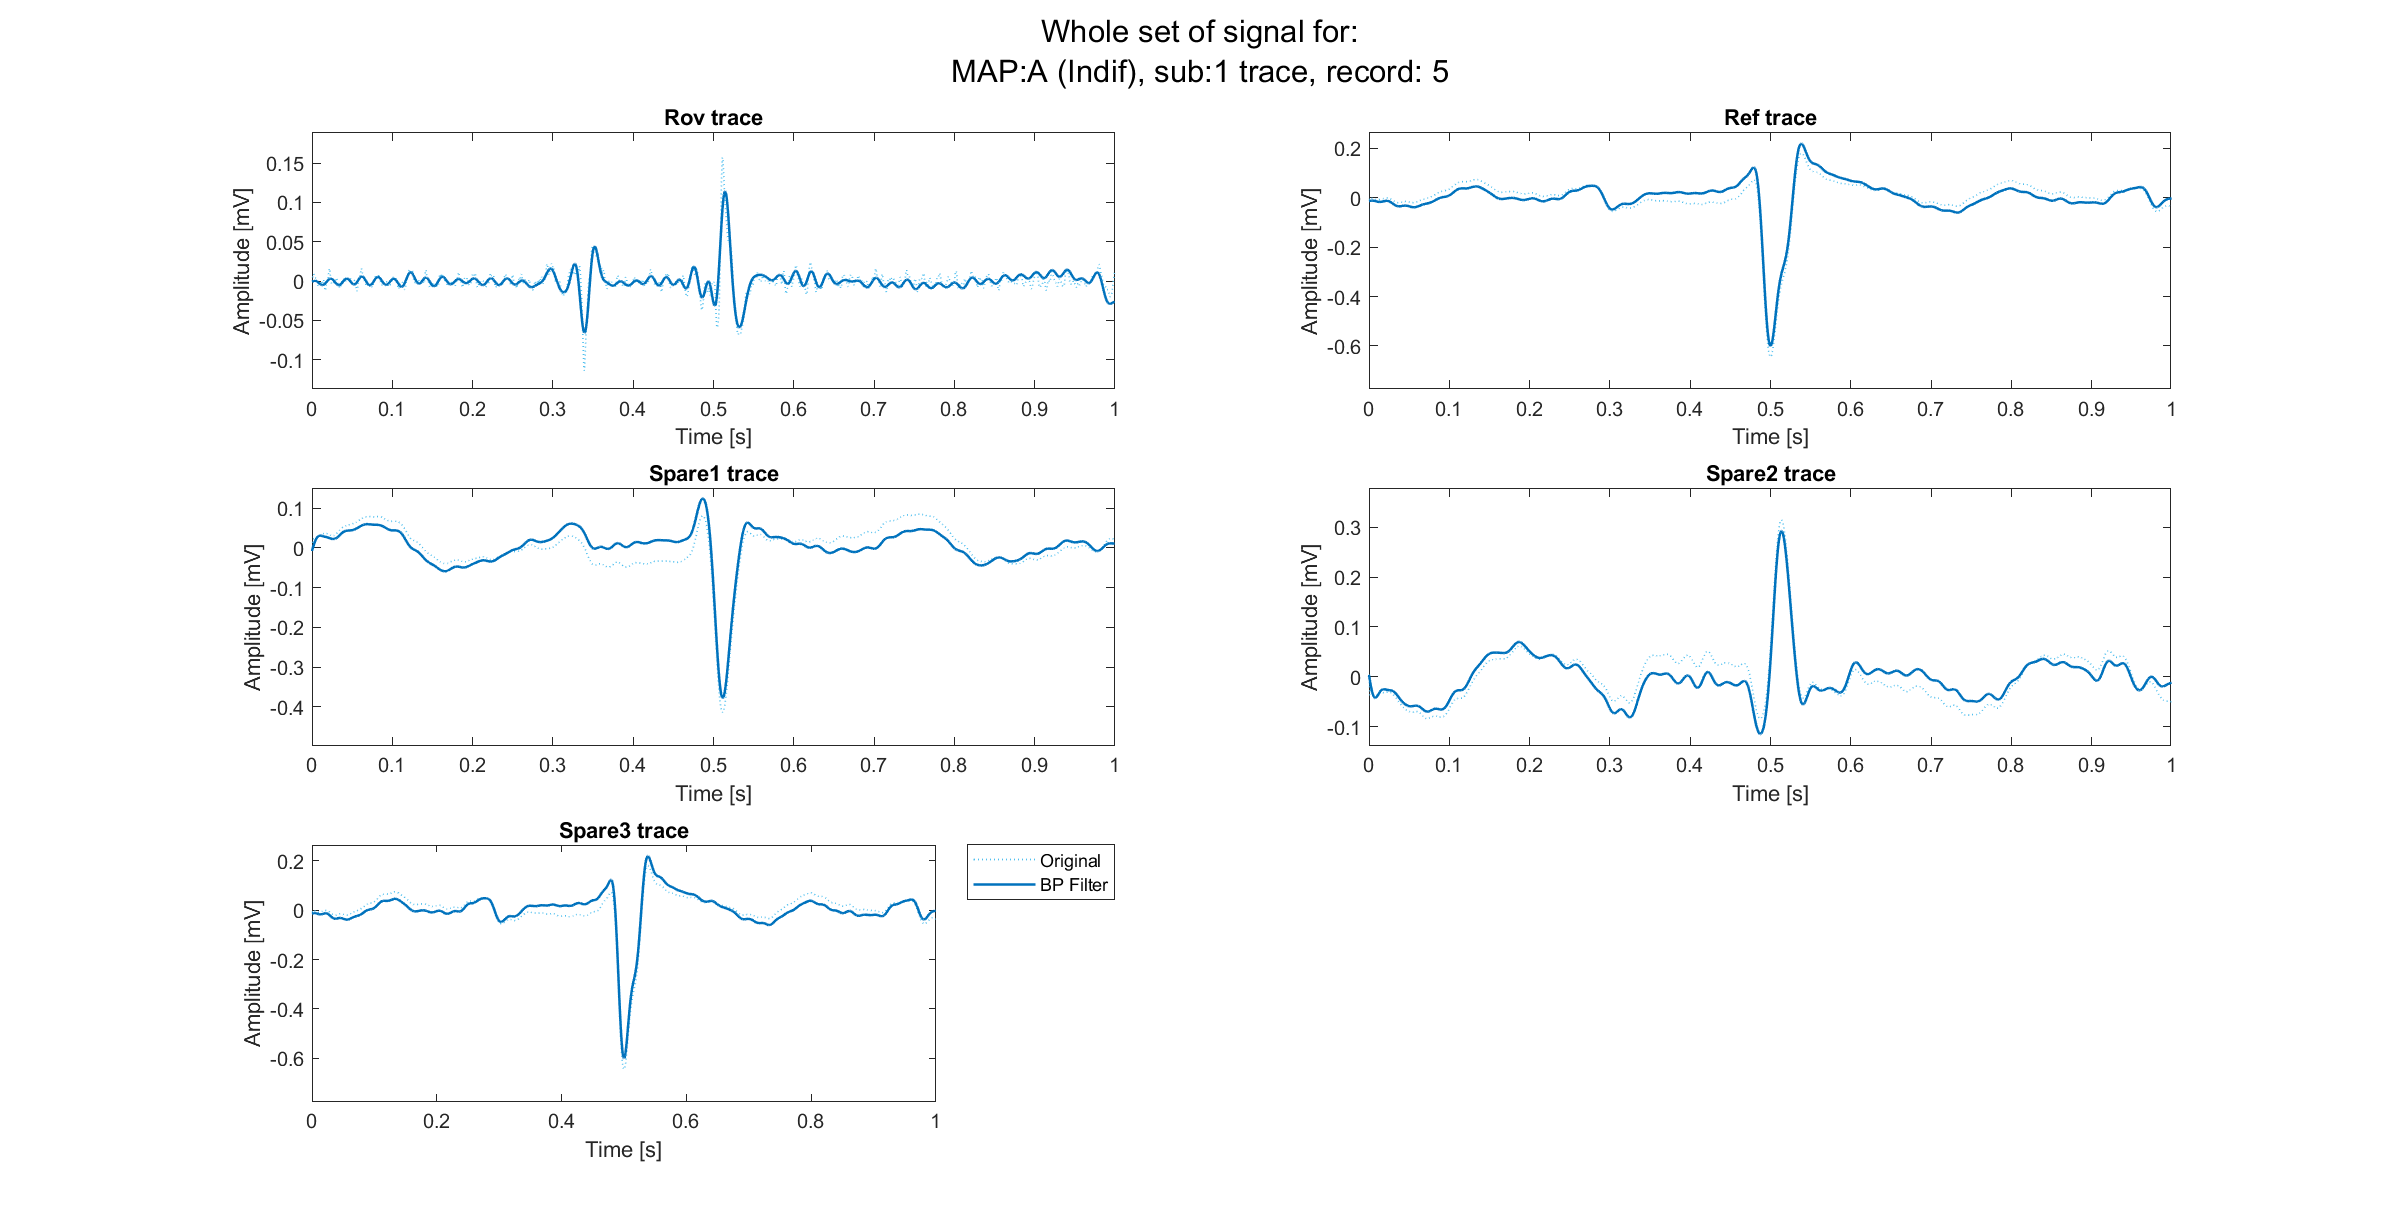 Whole set of signal for:
MAP:A (Indif), sub:1 trace, record: 5
Rov trace
Amplitude [mV]
0.15
0.1
0.05
0
-0.05
-0.1
0 0.1 0.2 0.3 0.4 0.5 0.6 0.7 0.8 0.9 1
Time [s]
Ref trace
Amplitude [mV]
0.2
0
-0.2
-0.4
-0.6
0 0.1 0.2 0.3 0.4 0.5 0.6 0.7 0.8 0.9 1
Time [s]
Spare1 trace
Amplitude [mV]
0.1
0
-0.1
-0.2
-0.3
-0.4
0 0.1 0.2 0.3 0.4 0.5 0.6 0.7 0.8 0.9 1
Time [s]
Spare2 trace
Amplitude [mV]
0.3
0.2
0.1
0
-0.1
0 0.1 0.2 0.3 0.4 0.5 0.6 0.7 0.8 0.9 1
Time [s]
Spare3 trace
Amplitude [mV]
0.2
0
-0.2
-0.4
-0.6
0 0.2 0.4 0.6 0.8 1
Time [s]
Original
BP Filter